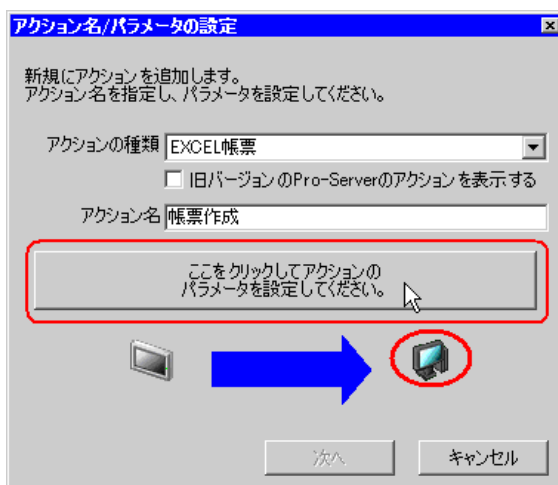 アクション名/パラメータの設定
新規にアクションを追加します。
アクション名を指定し、パラメータを設定してください。
アクションの種類 EXCEL帳票
旧バージョンのPro-Serverのアクションを表示する
アクション名 帳票作成
ここをクリックしてアクションの
パラメータを設定してください。
次へ キャンセル